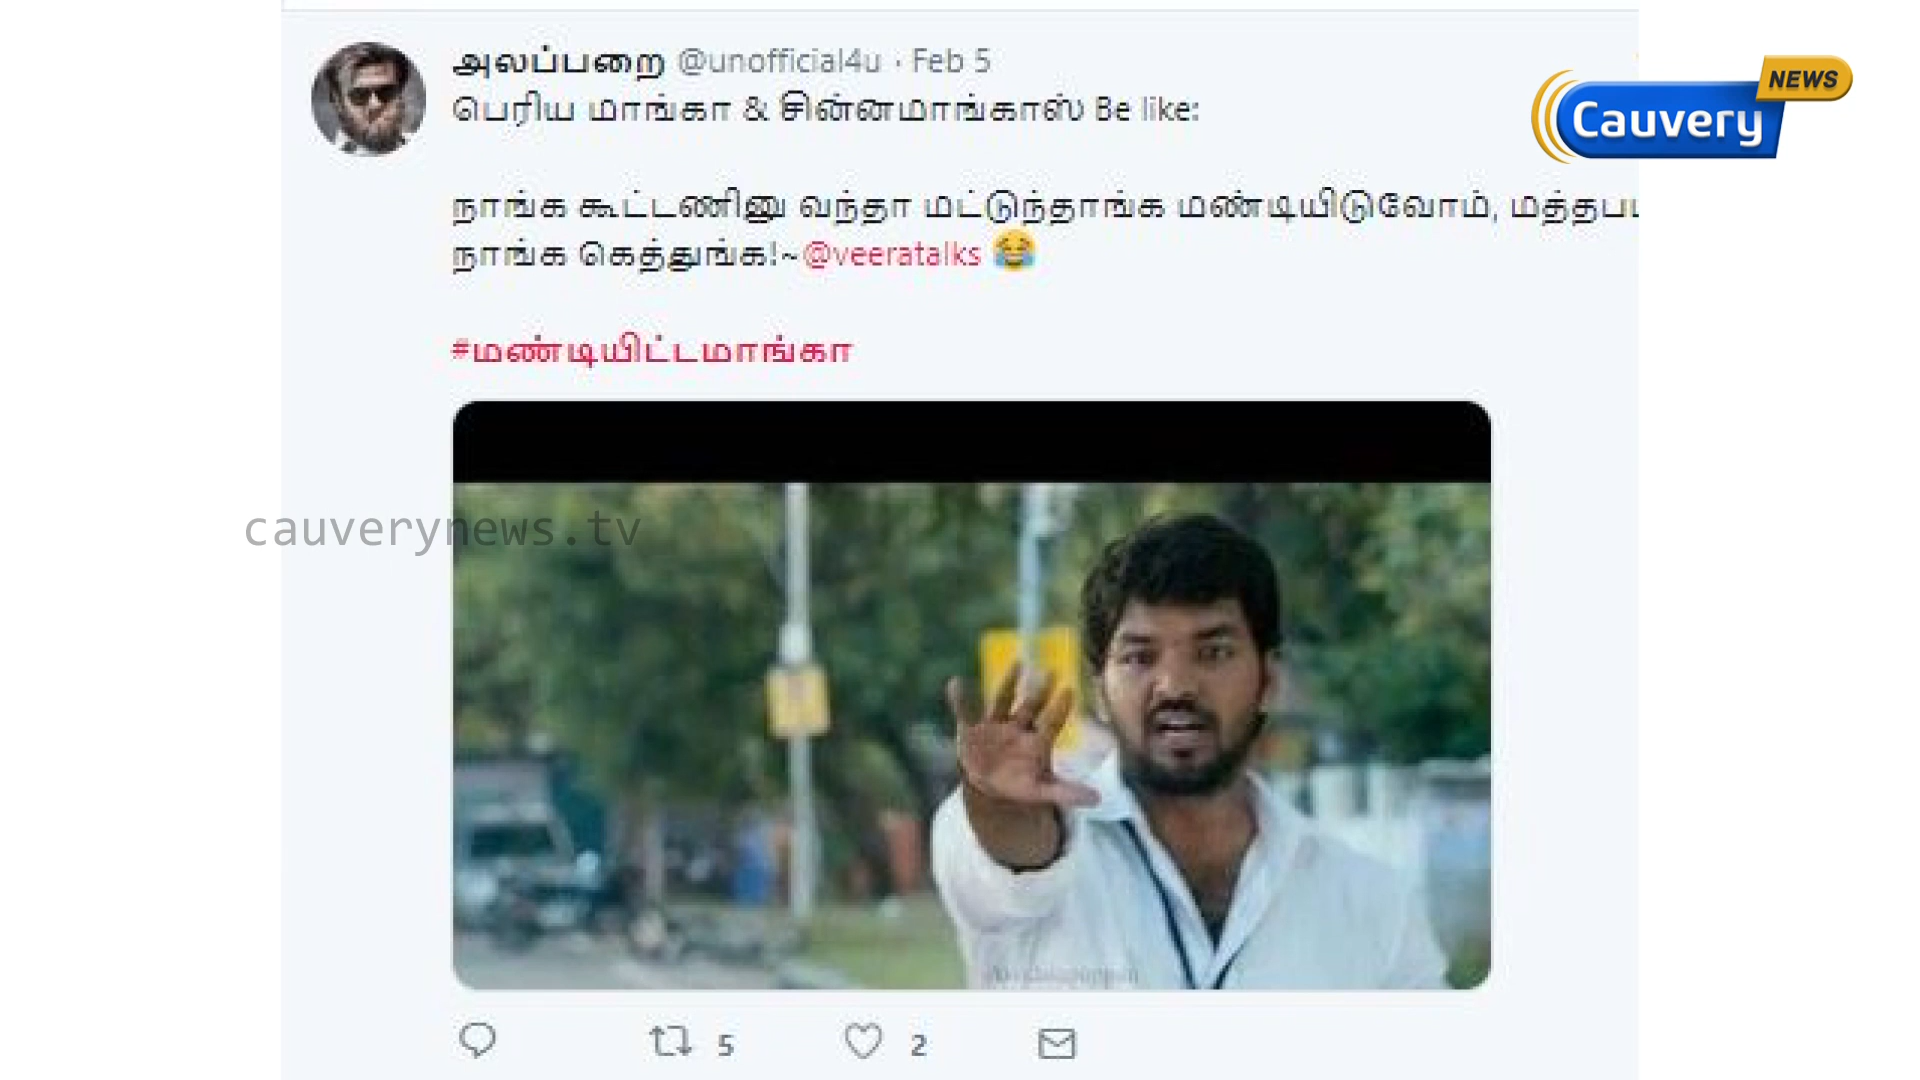 அலப்பறை @unofficial4u · Feb 5
பெரிய மாங்கா & சின்னமாங்காஸ் Be like:
நாங்க கூட்டணினு வந்தா மட்டுந்தாங்க மண்டியிடுவோம், மத்தபடி
நாங்க கெத்துங்க!~@veeratalks 😂
#மண்டியிட்டமாங்கா
Cauvery NEWS
cauverynews.tv
5 2